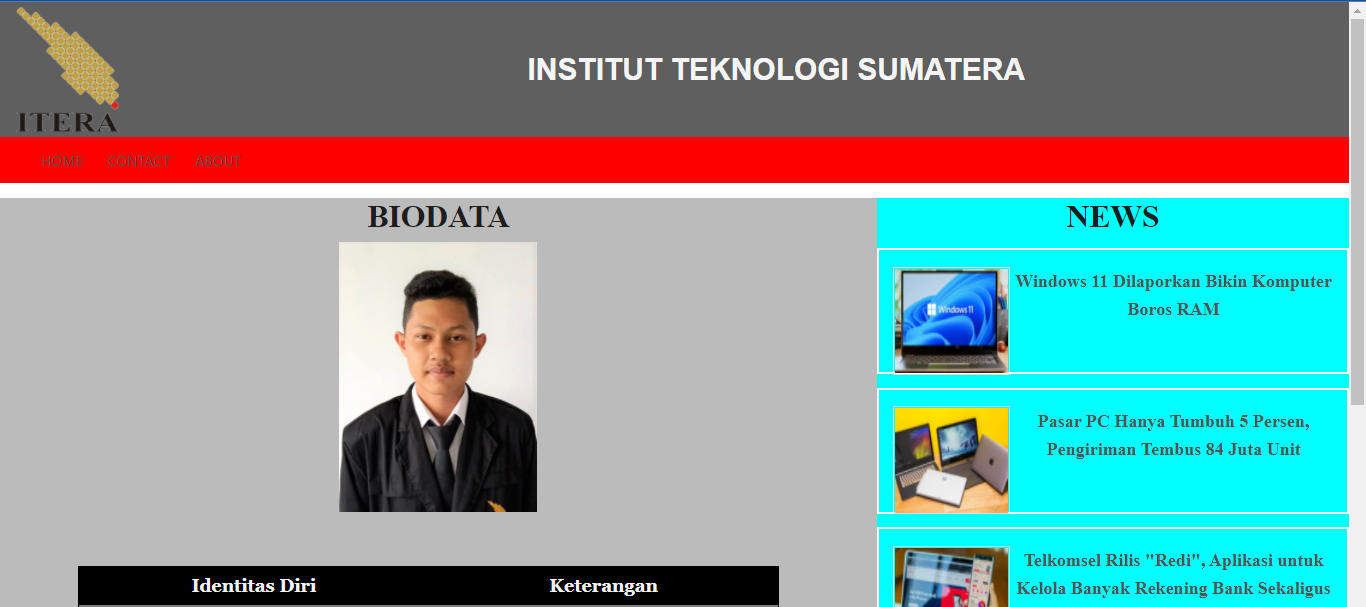 ITERA
INSTITUT TEKNOLOGI SUMATERA
HOME CONTACT ABOUT
BIODATA
Identitas Diri Keterangan
NEWS
Windows 11
Windows 11 Dilaporkan Bikin Komputer
Boros RAM
Pasar PC Hanya Tumbuh 5 Persen,
Pengiriman Tembus 84 Juta Unit
Telkomsel Rilis "Redi", Aplikasi untuk
Kelola Banyak Rekening Bank Sekaligus